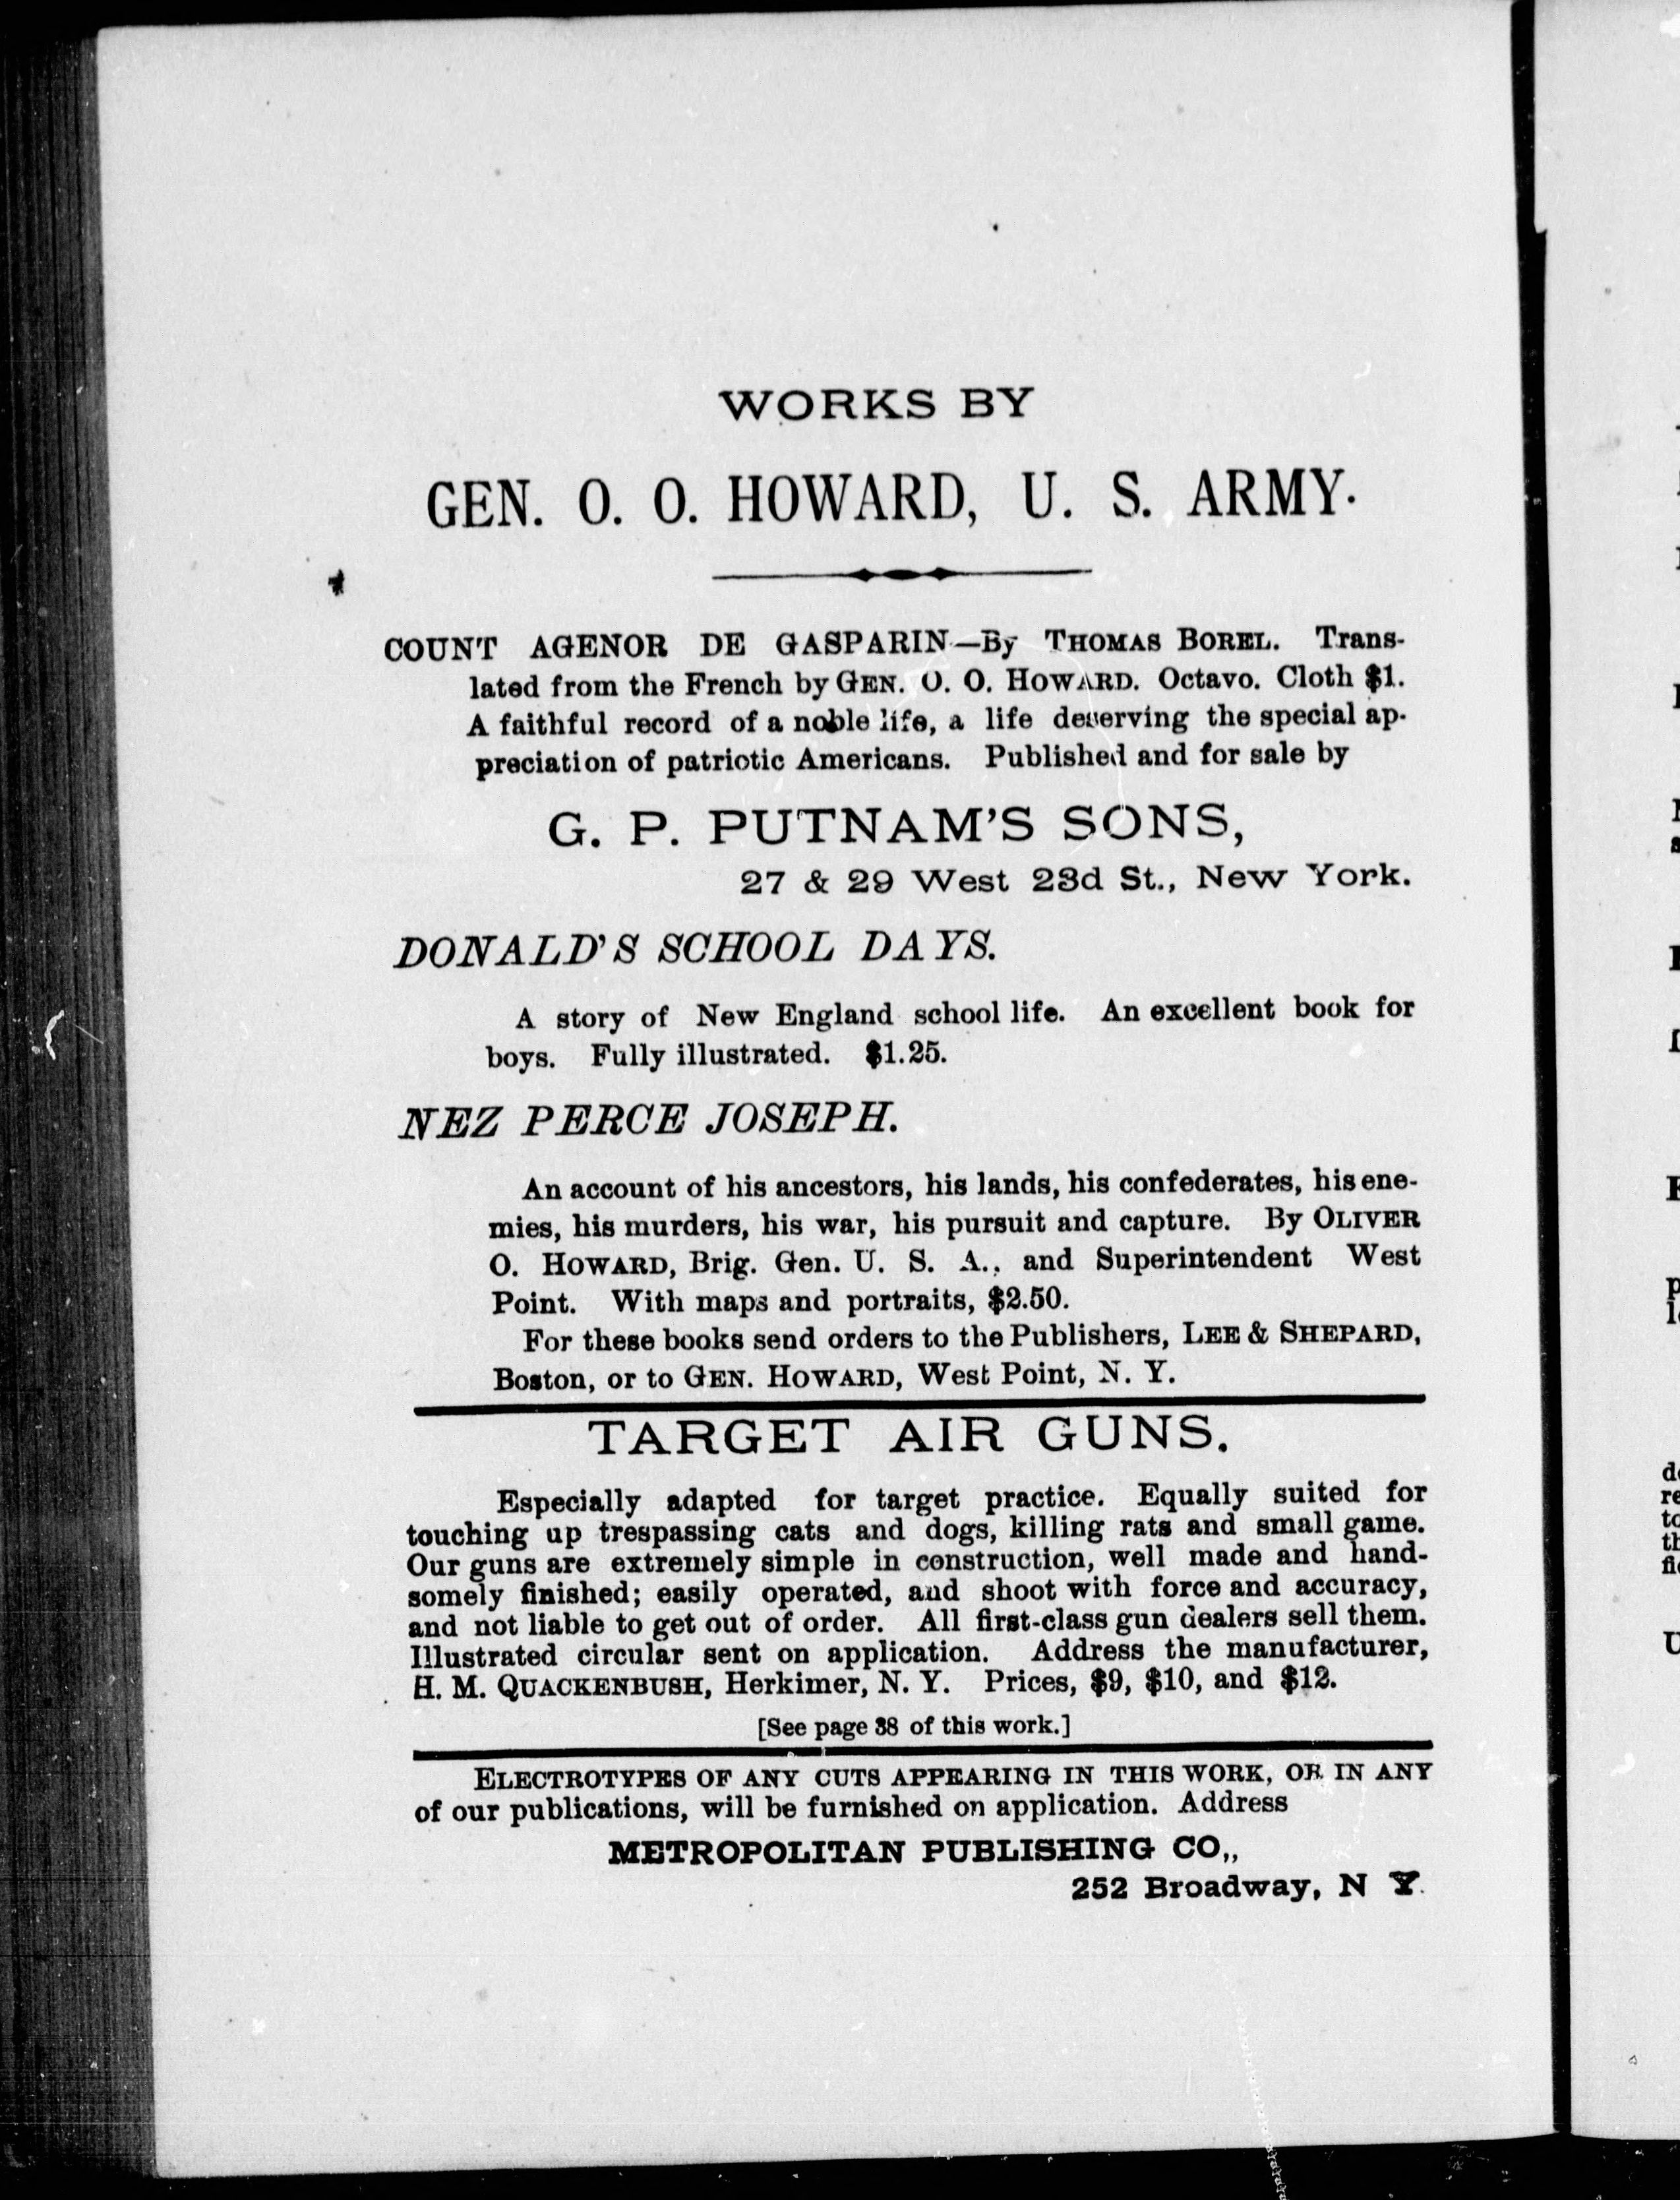 WORKS BY
GEN. O. O. HOWARD, U. S. ARMY.
COUNT AGENOR DE GASPARIN—By THOMAS BOREL. Trans-
lated from the French by GEN. O. O. HOWARD. Octavo. Cloth $1.
A faithful record of a noble life, a life deserving the special ap-
preciation of patriotic Americans. Published and for sale by
G. P. PUTNAM'S SONS,
27 & 29 West 23d St., New York.
DONALD'S SCHOOL DAYS.
A story of New England school life. An excellent book for
boys. Fully illustrated. $1.25.
NEZ PERCE JOSEPH.
An account of his ancestors, his lands, his confederates, his ene-
mies, his murders, his war, his pursuit and capture. By OLIVER
O. HOWARD, Brig. Gen. U. S. A., and Superintendent West
Point. With maps and portraits, $2.50.
For these books send orders to the Publishers, LEE & SHEPARD,
Boston, or to GEN. HOWARD, West Point, N. Y.
TARGET AIR GUNS.
Especially adapted for target practice. Equally suited for
touching up trespassing cats and dogs, killing rats and small game.
Our guns are extremely simple in construction, well made and hand-
somely finished; easily operated, and shoot with force and accuracy,
and not liable to get out of order. All first-class gun dealers sell them.
Illustrated circular sent on application. Address the manufacturer,
H. M. QUACKENBUSH, Herkimer, N. Y. Prices, $9, $10, and $12.
[See page 38 of this work.]
ELECTROTYPES OF ANY CUTS APPEARING IN THIS WORK, OR IN ANY
of our publications, will be furnished on application. Address
METROPOLITAN PUBLISHING CO,,
252 Broadway, N Y.